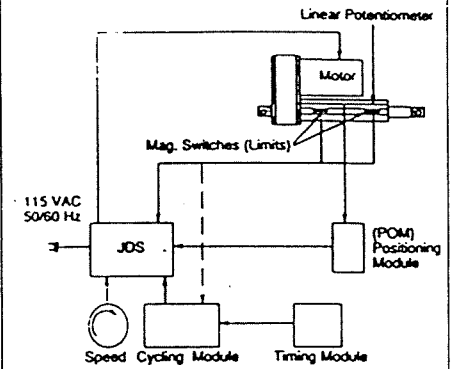 Linear Potentiometer
Motor
Mag. Switches (Limits)
115 VAC
50/60 Hz
JDS
(POM)
Positioning
Module
Speed
Cycling Module
Timing Module